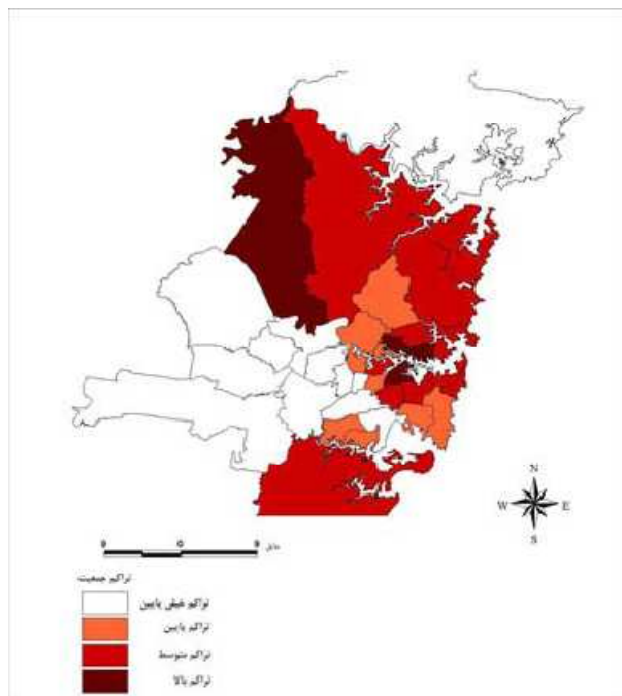 N
W E
S
تراکم جمعیت:
تراکم خیلی پایین
تراکم پایین
تراکم متوسط
تراکم بالا